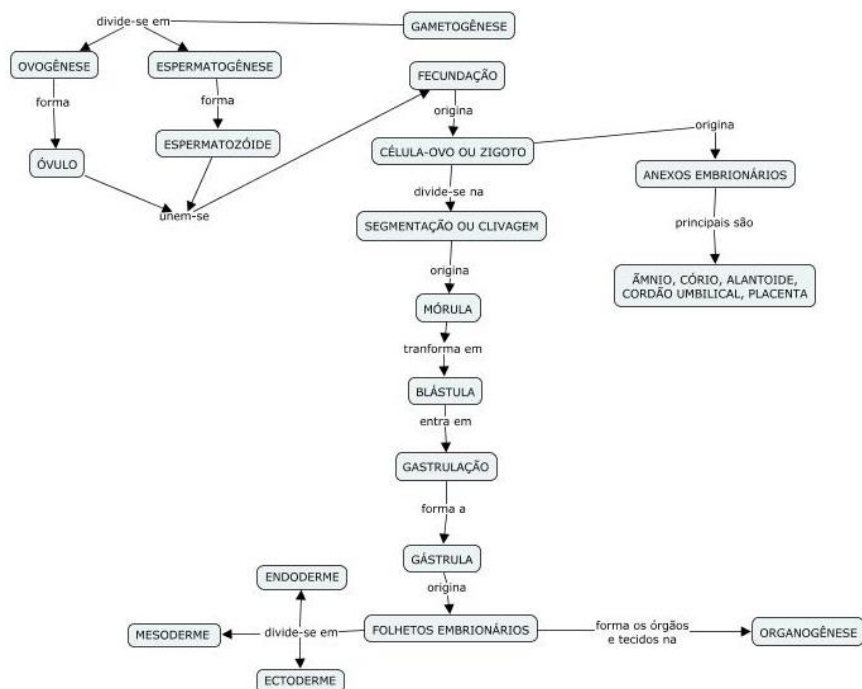 divide-se em
GAMETOGÊNESE
OVOGÊNESE
ESPERMATOGÊNESE
FECUNDAÇÃO
forma
forma
origina
origina
ESPERMATOZÓIDE
CÉLULA-OVO OU ZIGOTO
ÓVULO
ANEXOS EMBRIONÁRIOS
divide-se na
unem-se
SEGMENTAÇÃO OU CLIVAGEM
principais são
origina
ÃMNIO, CÓRIO, ALANTOIDE,
CORDÃO UMBILICAL, PLACENTA
MÓRULA
tranforma em
BLÁSTULA
entra em
GASTRULAÇÃO
forma a
GÁSTRULA
ENDODERME
origina
MESODERME
divide-se em
FOLHETOS EMBRIONÁRIOS
forma os órgãos
e tecidos na
ORGANOGÊNESE
ECTODERME